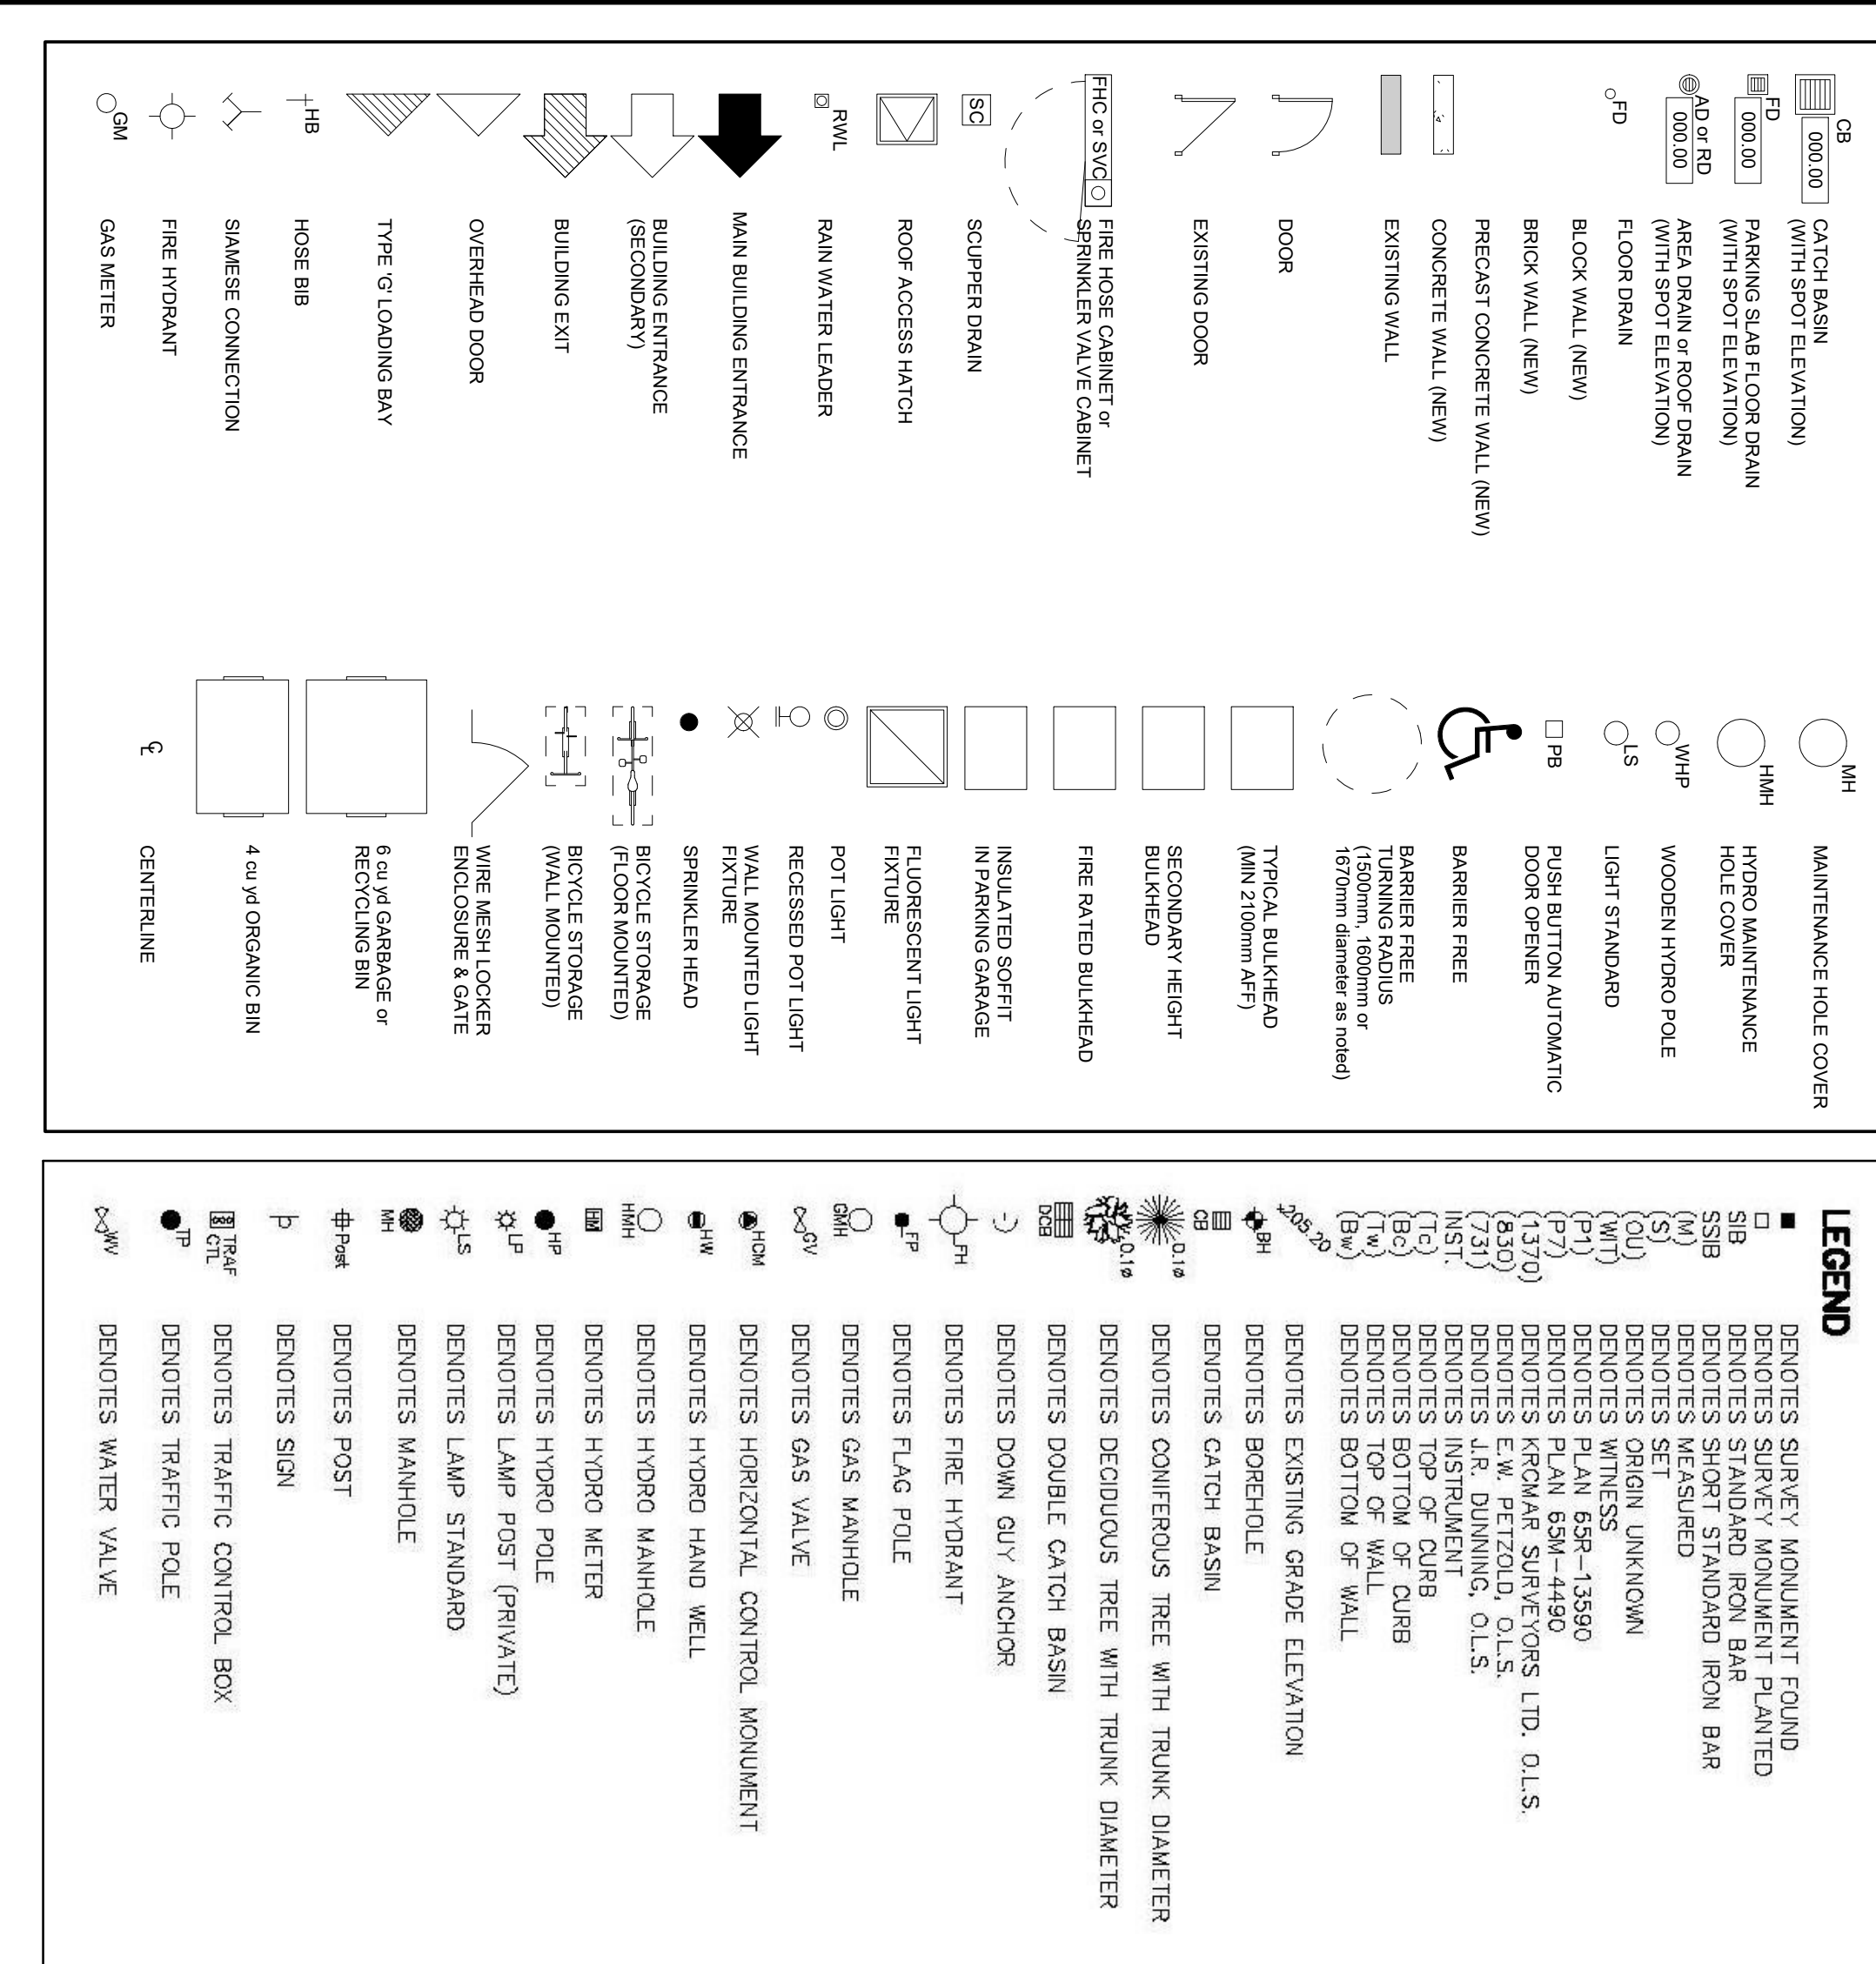 CB
000.00
CATCH BASIN
(WITH SPOT ELEVATION)
FD
000.00
PARKING SLAB FLOOR DRAIN
(WITH SPOT ELEVATION)
AD or RD
000.00
AREA DRAIN or ROOF DRAIN
(WITH SPOT ELEVATION)
FD
FLOOR DRAIN
BLOCK WALL (NEW)
BRICK WALL (NEW)
PRECAST CONCRETE WALL (NEW)
CONCRETE WALL (NEW)
EXISTING WALL
DOOR
EXISTING DOOR
FHC or SVC
FIRE HOSE CABINET or
SPRINKLER VALVE CABINET
SC
SCUPPER DRAIN
ROOF ACCESS HATCH
RWL
RAIN WATER LEADER
MAIN BUILDING ENTRANCE
BUILDING ENTRANCE
(SECONDARY)
BUILDING EXIT
OVERHEAD DOOR
TYPE 'G' LOADING BAY
HB
HOSE BIB
SIAMESE CONNECTION
FIRE HYDRANT
GM
GAS METER
MH
MAINTENANCE HOLE COVER
HMH
HYDRO MAINTENANCE
HOLE COVER
WHP
WOODEN HYDRO POLE
LS
LIGHT STANDARD
PB
PUSH BUTTON AUTOMATIC
DOOR OPENER
BARRIER FREE
BARRIER FREE
TURNING RADIUS
(1500mm, 1600mm or
1670mm diameter as noted)
TYPICAL BULKHEAD
(MIN 2100mm AFF)
SECONDARY HEIGHT
BULKHEAD
FIRE RATED BULKHEAD
INSULATED SOFFIT
IN PARKING GARAGE
FLUORESCENT LIGHT
FIXTURE
POT LIGHT
RECESSED POT LIGHT
WALL MOUNTED LIGHT
FIXTURE
SPRINKLER HEAD
BICYCLE STORAGE
(FLOOR MOUNTED)
BICYCLE STORAGE
(WALL MOUNTED)
WIRE MESH LOCKER
ENCLOSURE & GATE
6 cu yd GARBAGE or
RECYCLING BIN
4 cu yd ORGANIC BIN
℄
CENTERLINE
LEGEND
■ DENOTES SURVEY MONUMENT FOUND
□ DENOTES SURVEY MONUMENT PLANTED
SIB DENOTES STANDARD IRON BAR
SSIB DENOTES SHORT STANDARD IRON BAR
(M) DENOTES MEASURED
(S) DENOTES SET
(OU) DENOTES ORIGIN UNKNOWN
(WIT) DENOTES WITNESS
(P1) DENOTES PLAN 65R-13590
(P7) DENOTES PLAN 65M-4490
(1370) DENOTES KRCMAR SURVEYORS LTD. O.L.S.
(830) DENOTES E.W. PETZOLD, O.L.S.
(731) DENOTES J.R. DUNNING, O.L.S.
INST. DENOTES INSTRUMENT
(Tc) DENOTES TOP OF CURB
(Bc) DENOTES BOTTOM OF CURB
(Tw) DENOTES TOP OF WALL
(Bw) DENOTES BOTTOM OF WALL
+205.20 DENOTES EXISTING GRADE ELEVATION
BH DENOTES BOREHOLE
CB DENOTES CATCH BASIN
0.1ø DENOTES CONIFEROUS TREE WITH TRUNK DIAMETER
0.1ø DENOTES DECIDUOUS TREE WITH TRUNK DIAMETER
DCB DENOTES DOUBLE CATCH BASIN
DENOTES DOWN GUY ANCHOR
FH DENOTES FIRE HYDRANT
FP DENOTES FLAG POLE
GMH DENOTES GAS MANHOLE
GV DENOTES GAS VALVE
HCM DENOTES HORIZONTAL CONTROL MONUMENT
HW DENOTES HYDRO HAND WELL
HMH DENOTES HYDRO MANHOLE
HM DENOTES HYDRO METER
HP DENOTES HYDRO POLE
LP DENOTES LAMP POST (PRIVATE)
LS DENOTES LAMP STANDARD
MH DENOTES MANHOLE
Post DENOTES POST
DENOTES SIGN
TRAF
CTL DENOTES TRAFFIC CONTROL BOX
TP DENOTES TRAFFIC POLE
WV DENOTES WATER VALVE